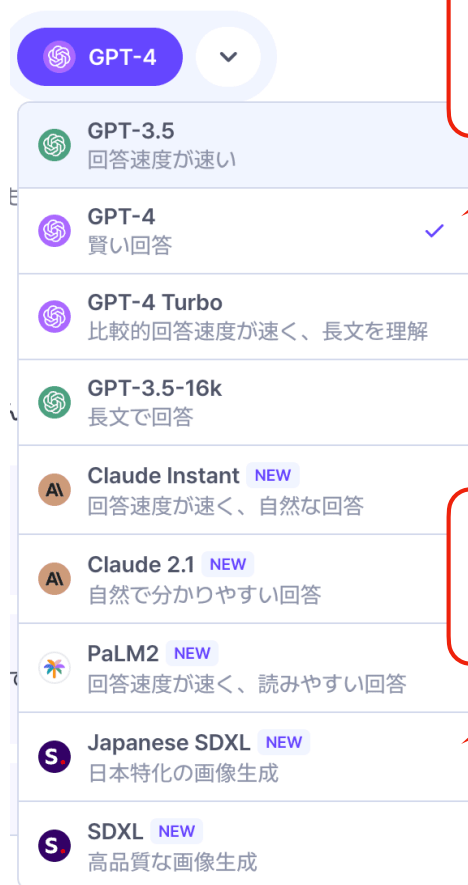 GPT-4
GPT-3.5
回答速度が速い
GPT-4
賢い回答
GPT-4 Turbo
比較的回答速度が速く、長文を理解
GPT-3.5-16k
長文で回答
Claude Instant NEW
回答速度が速く、自然な回答
Claude 2.1 NEW
自然で分かりやすい回答
PaLM2 NEW
回答速度が速く、読みやすい回答
Japanese SDXL NEW
日本特化の画像生成
SDXL NEW
高品質な画像生成